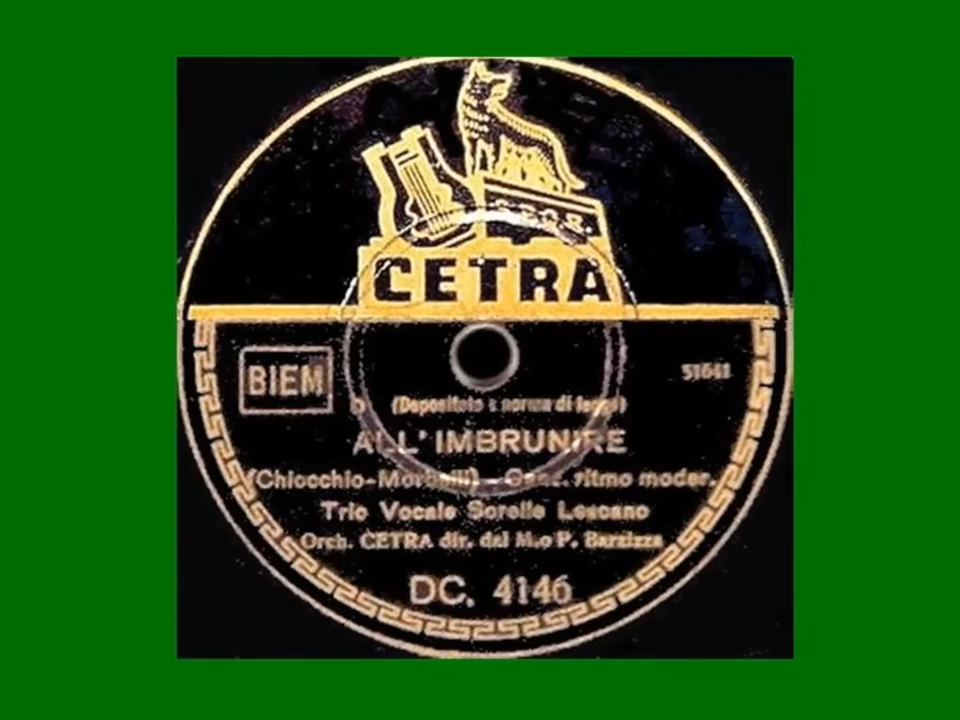 CETRA
BIEM
51641
(Depositato a norma di legge)
ALL' IMBRUNIRE
(Chiocchio-Morbelli) - Canz. ritmo moder.
Trio Vocale Sorelle Lescano
Orch. CETRA dir. dal M.o P. Barzizza
DC. 4146